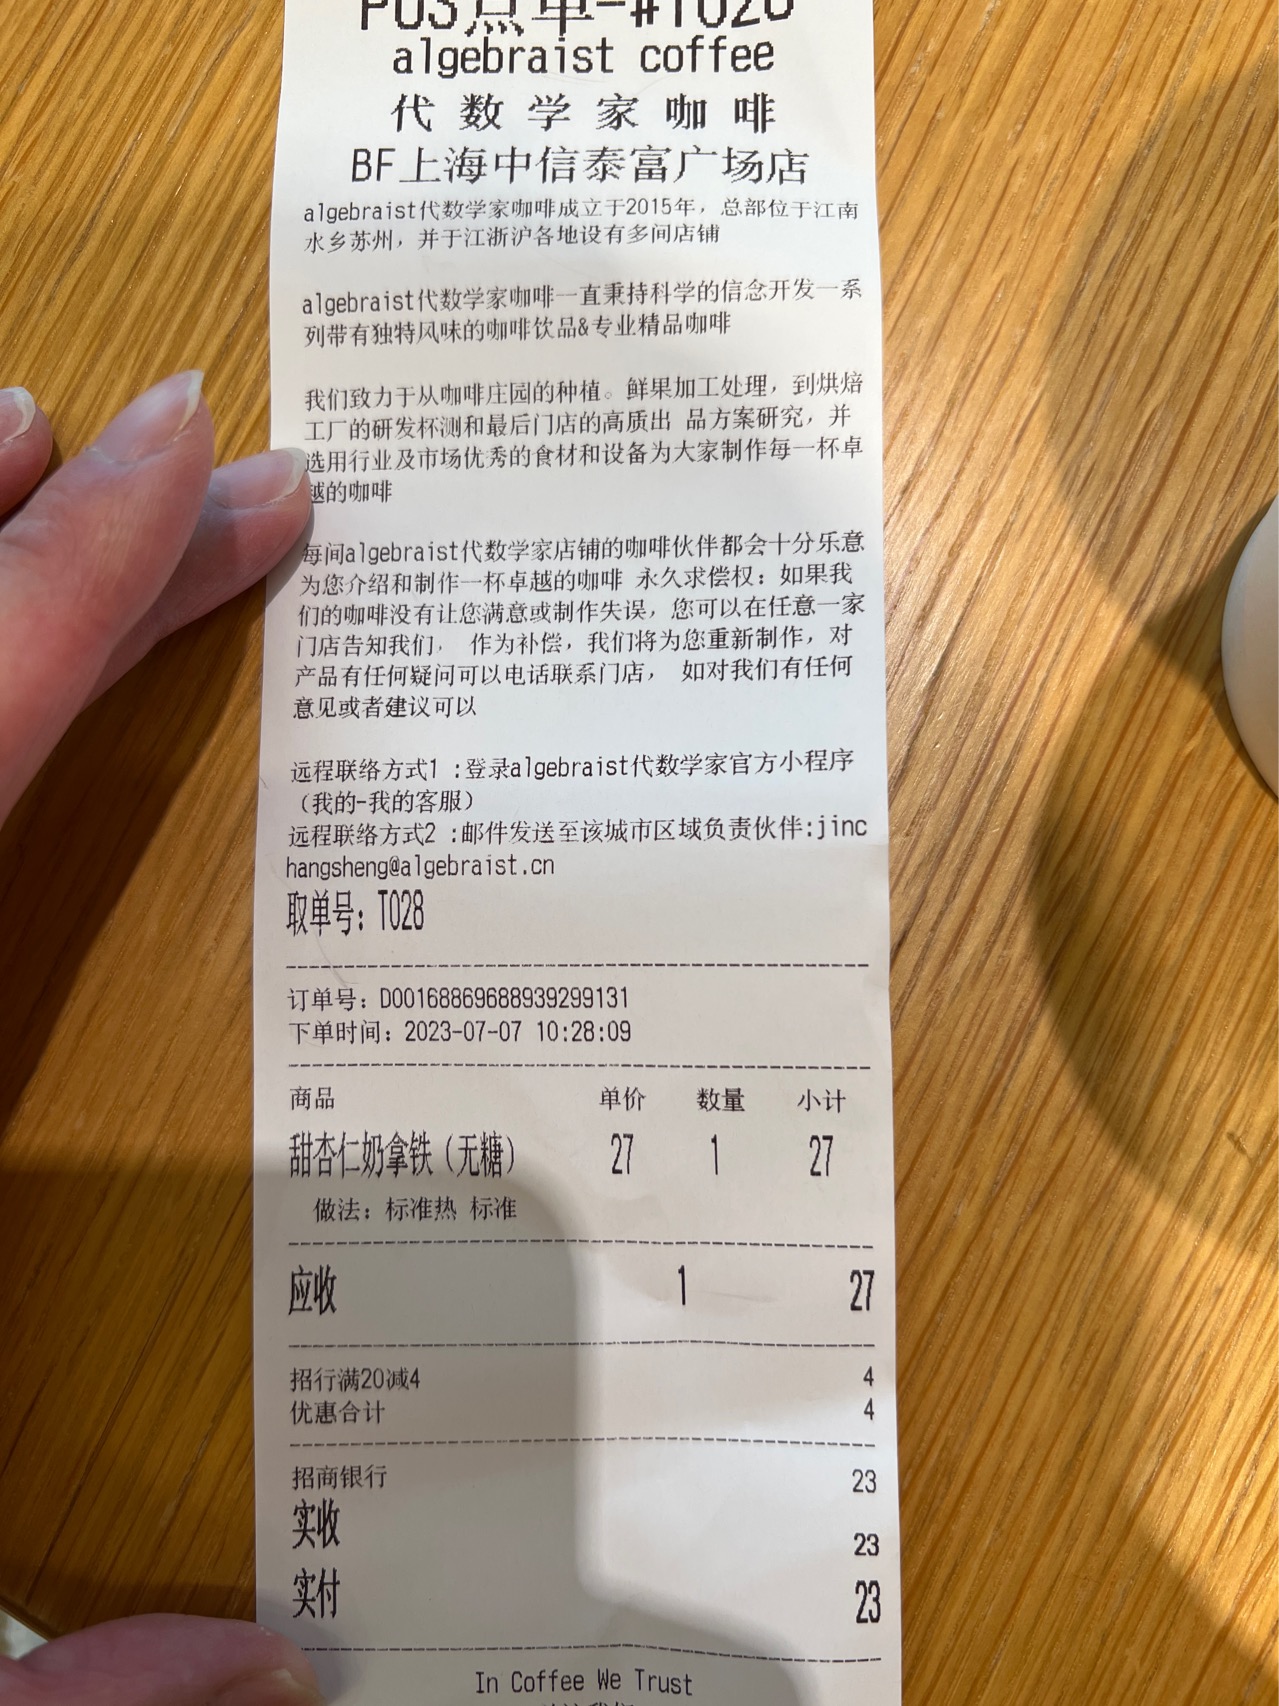 POS点单-#T028
algebraist coffee
代数学家咖啡
BF上海中信泰富广场店
algebraist代数学家咖啡成立于2015年，总部位于江南
水乡苏州，并于江浙沪各地设有多间店铺
algebraist代数学家咖啡一直秉持科学的信念开发一系
列带有独特风味的咖啡饮品&专业精品咖啡
我们致力于从咖啡庄园的种植。鲜果加工处理，到烘焙
工厂的研发杯测和最后门店的高质出 品方案研究，并
选用行业及市场优秀的食材和设备为大家制作每一杯卓
越的咖啡
每间algebraist代数学家店铺的咖啡伙伴都会十分乐意
为您介绍和制作一杯卓越的咖啡 永久求偿权：如果我
们的咖啡没有让您满意或制作失误，您可以在任意一家
门店告知我们， 作为补偿，我们将为您重新制作，对
产品有任何疑问可以电话联系门店， 如对我们有任何
意见或者建议可以
远程联络方式1 :登录algebraist代数学家官方小程序
（我的-我的客服）
远程联络方式2 :邮件发送至该城市区域负责伙伴:jinc
hangsheng@algebraist.cn
取单号：T028
订单号：D00168869688939299131
下单时间：2023-07-07 10:28:09
商品 单价 数量 小计
甜杏仁奶拿铁（无糖） 27 1 27
做法：标准热 标准
应收 1 27
招行满20减4 4
优惠合计 4
招商银行 23
实收 23
实付 23
In Coffee We Trust